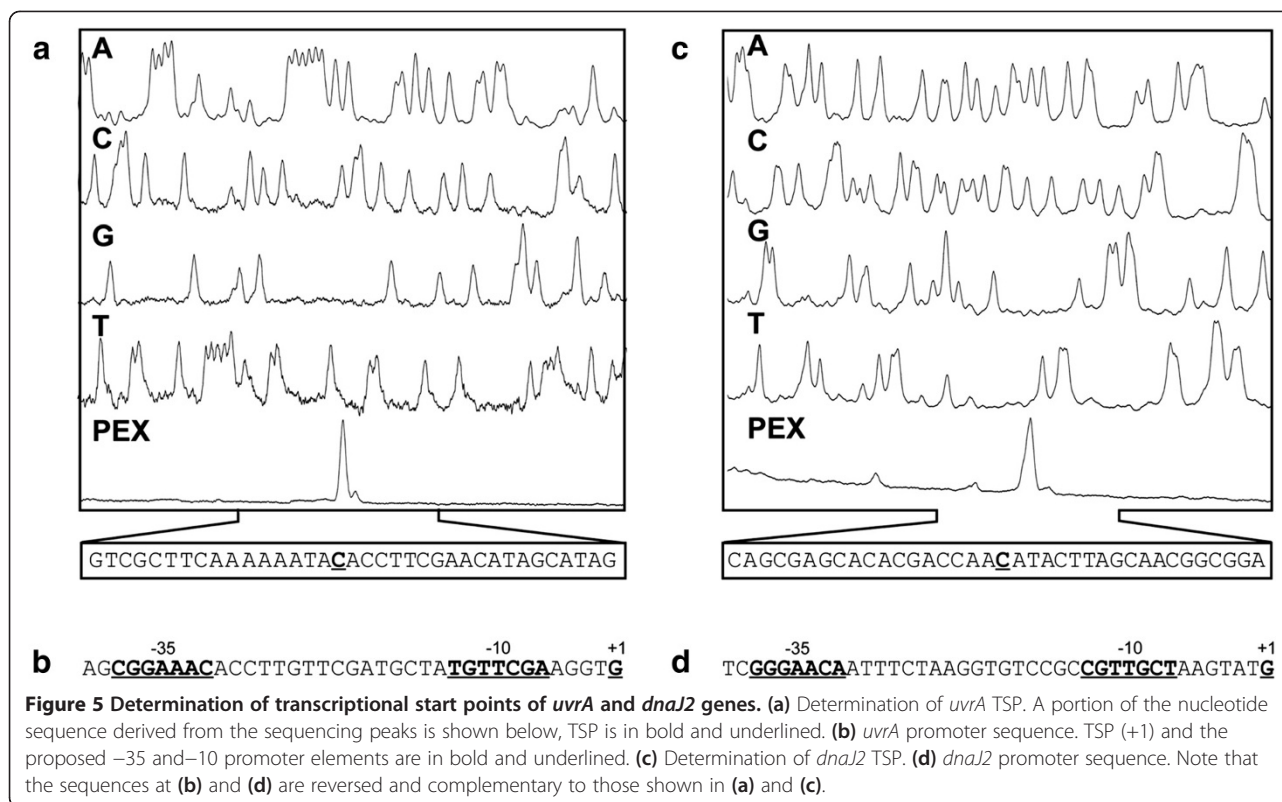 a
A
C
G
T
PEX
GTCGCTTCAAAAAATACACCTTCGAACATAGCATAG
c
A
C
G
T
PEX
CAGCGAGCACACGACCAACATACTTAGCAACGGCGGA
-35 -10 +1
b AGCGGAAACACCTTGTTCGATGCTATGTTCGAAGGTG
-35 -10 +1
d TCGGGAACAATTTCTAAGGTGTCCGCCGTTGCTAAGTATG
Figure 5 Determination of transcriptional start points of uvrA and dnaJ2 genes. (a) Determination of uvrA TSP. A portion of the nucleotide
sequence derived from the sequencing peaks is shown below, TSP is in bold and underlined. (b) uvrA promoter sequence. TSP (+1) and the
proposed −35 and−10 promoter elements are in bold and underlined. (c) Determination of dnaJ2 TSP. (d) dnaJ2 promoter sequence. Note that
the sequences at (b) and (d) are reversed and complementary to those shown in (a) and (c).